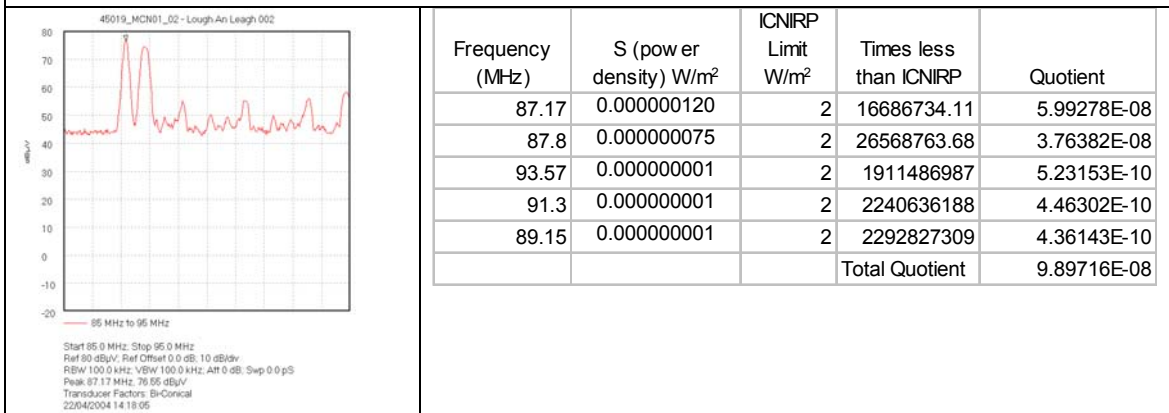 45019_MCN01_02 - Lough An Leagh 002
80
70
60
50
40
30
20
10
0
-10
-20
dBµV
85 MHz to 95 MHz
Start 85.0 MHz; Stop 95.0 MHz
Ref 80 dBµV; Ref Offset 0.0 dB; 10 dB/div
RBW 100.0 kHz; VBW 100.0 kHz; Att 0 dB; Swp 0.0 pS
Peak 87.17 MHz, 76.55 dBµV
Transducer Factors: Bi-Conical
22/04/2004 14:18:05
Frequency (MHz) S (power density) W/m² ICNIRP Limit W/m² Times less than ICNIRP Quotient
87.17 0.000000120 2 16686734.11 5.99278E-08
87.8 0.000000075 2 26568763.68 3.76382E-08
93.57 0.000000001 2 1911486987 5.23153E-10
91.3 0.000000001 2 2240636188 4.46302E-10
89.15 0.000000001 2 2292827309 4.36143E-10
Total Quotient 9.89716E-08